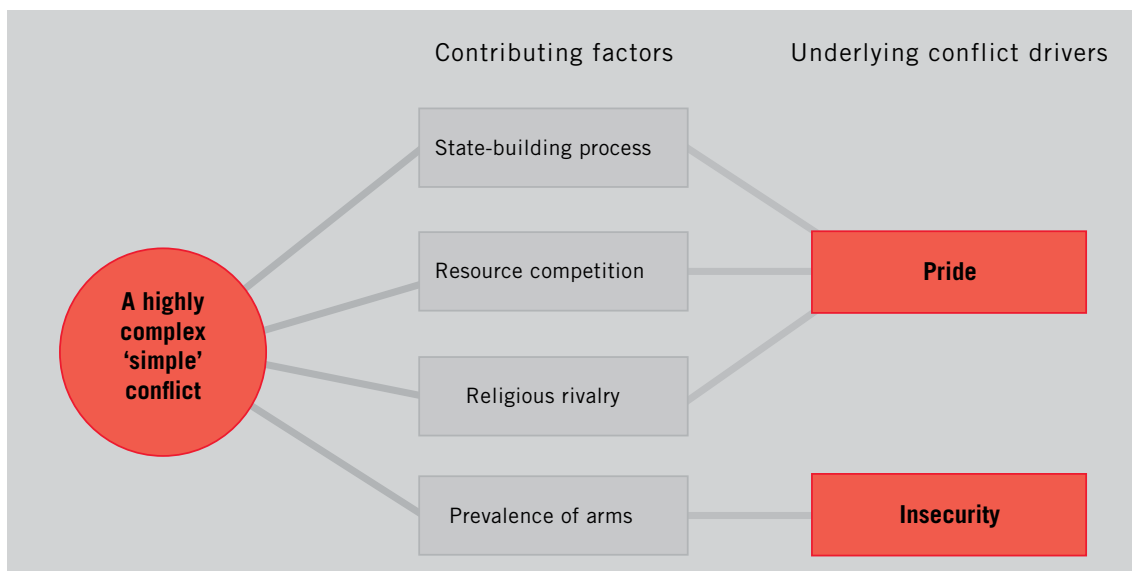 Contributing factors
Underlying conflict drivers
State-building process
Resource competition
Pride
A highly
complex
‘simple’
conflict
Religious rivalry
Prevalence of arms
Insecurity